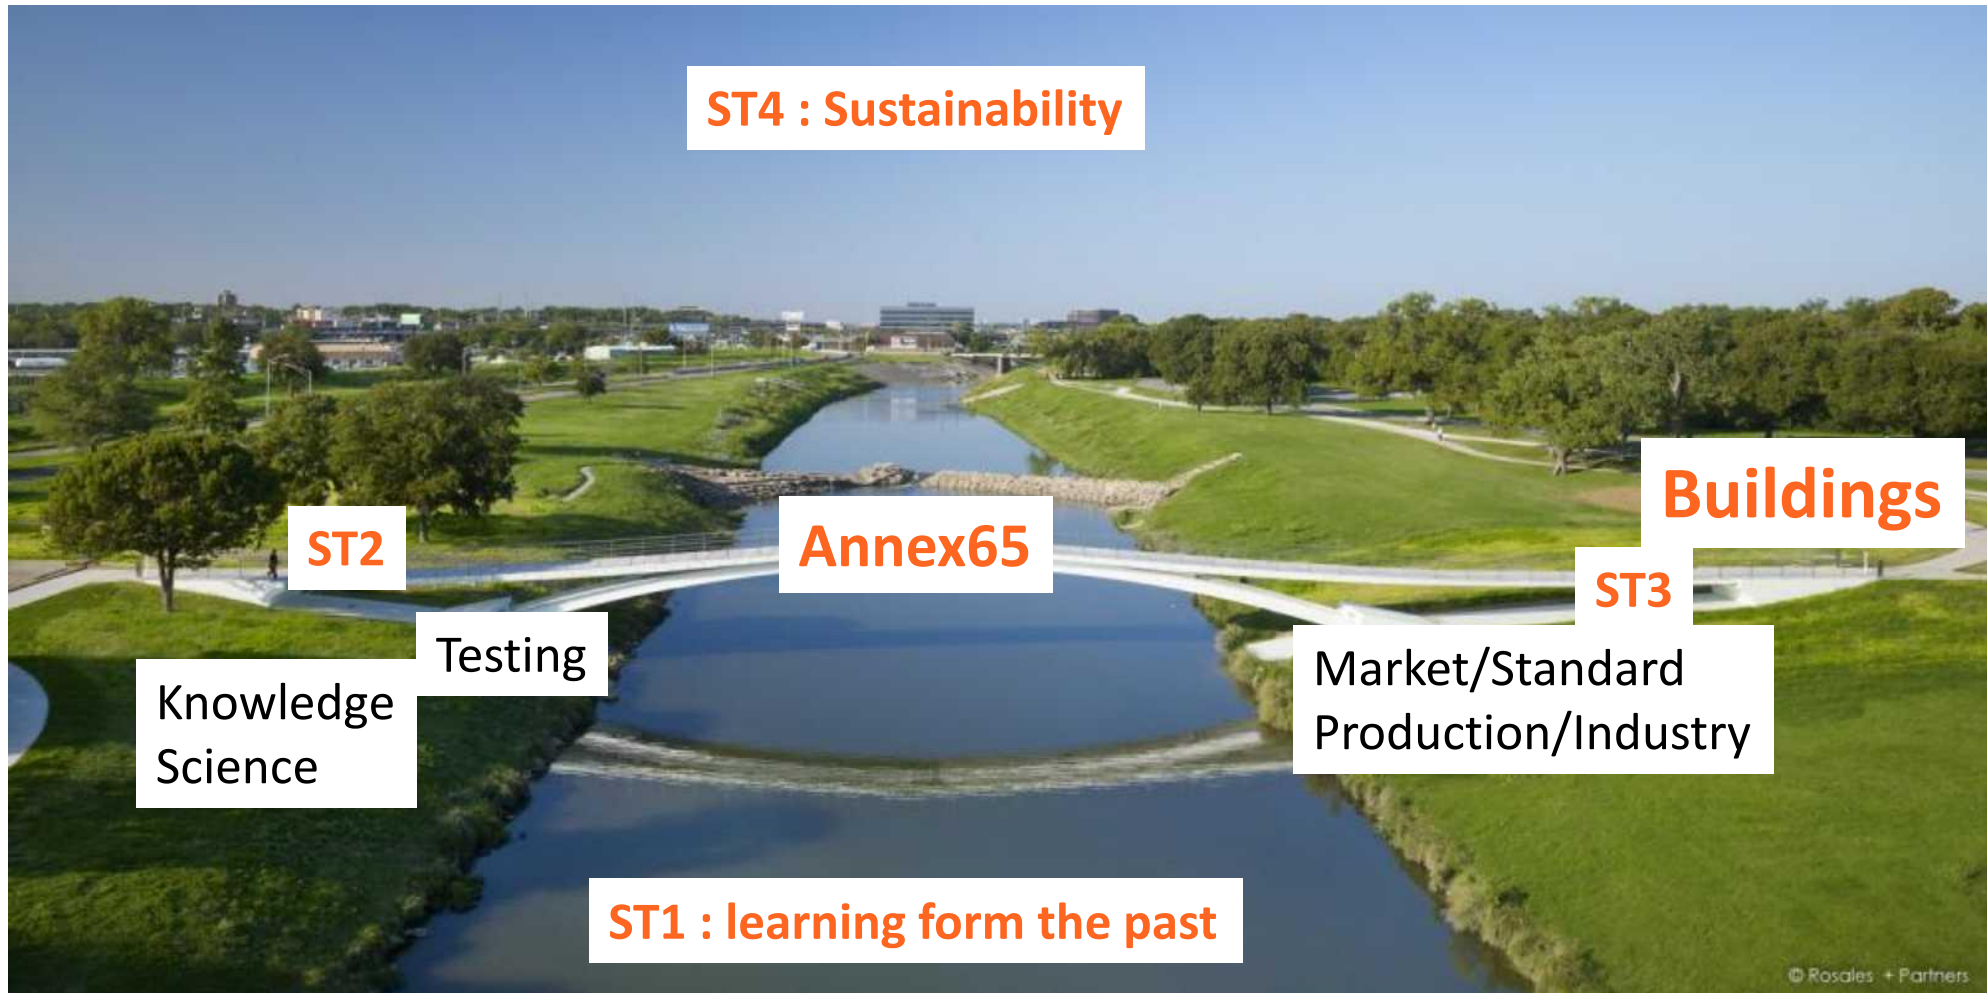 ST4 : Sustainability
Buildings
ST2
Annex65
ST3
Testing
Knowledge
Science
Market/Standard
Production/Industry
ST1 : learning form the past
© Rosales + Partners